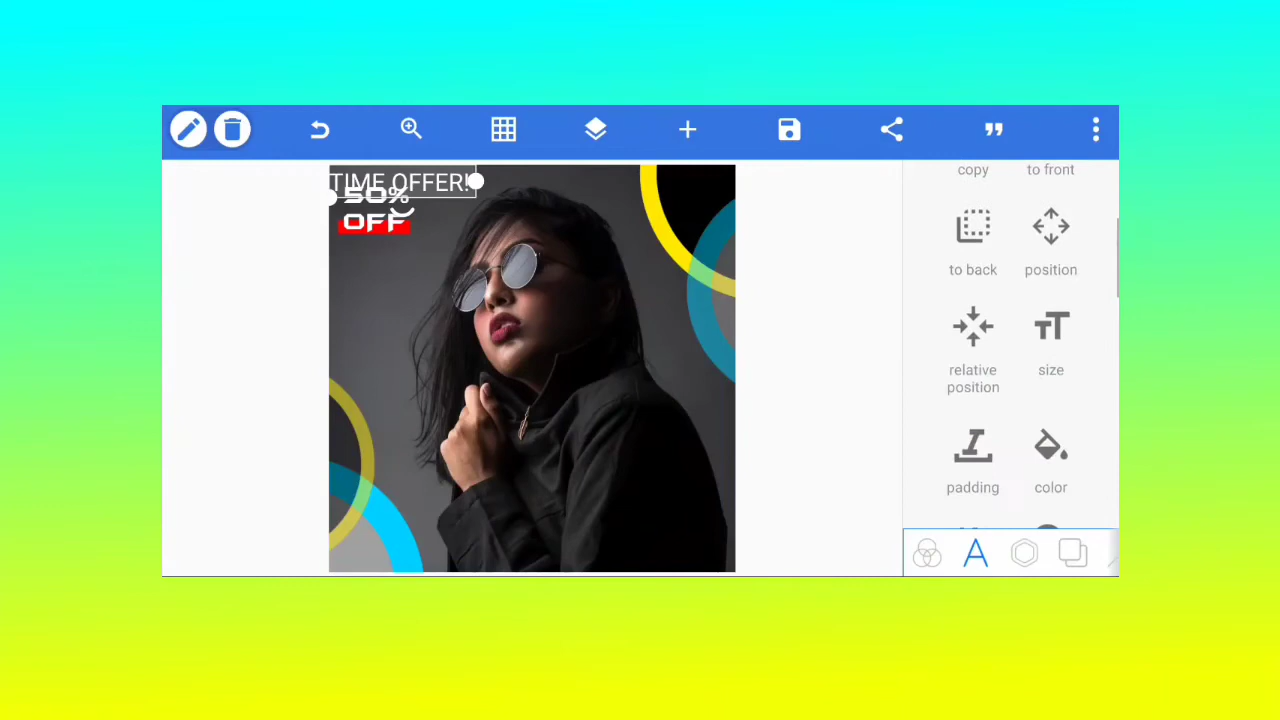 TIME OFFER!
50%
OFF
copy
to front
to back
position
relative
position
size
padding
color